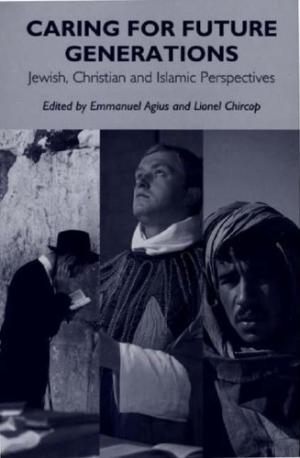 CARING FOR FUTURE
GENERATIONS
Jewish, Christian and Islamic Perspectives
Edited by Emmanuel Agius and Lionel Chircop